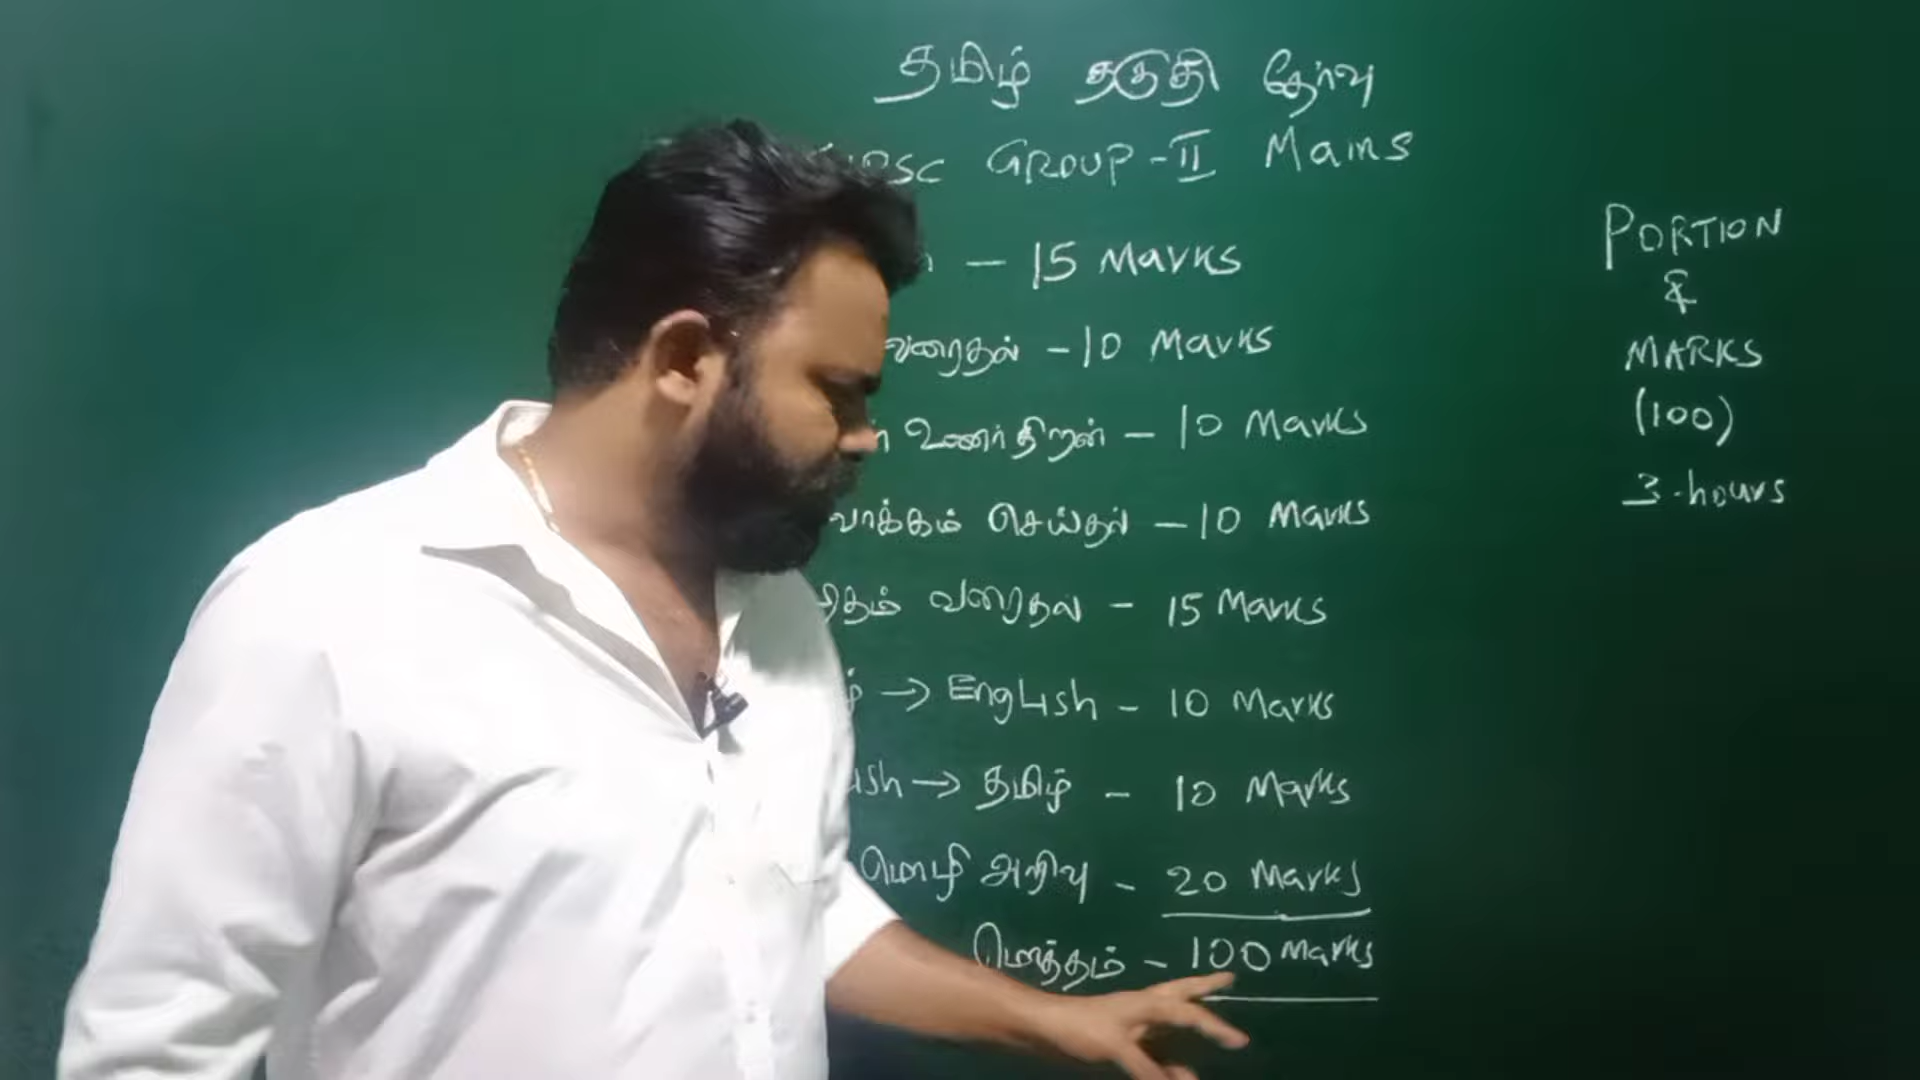 தமிழ் தகுதி தேர்வு
GROUP-II Mains
— 15 Marks
வரைதல் – 10 Marks
உணர்திறன் – 10 Marks
செய்தல் – 10 Marks
வரைதல் – 15 Marks
→ English – 10 Marks
→ தமிழ் – 10 Marks
மொழி அறிவு – 20 Marks
மொத்தம் – 100 Marks
PORTION
&
MARKS
(100)
3-hours